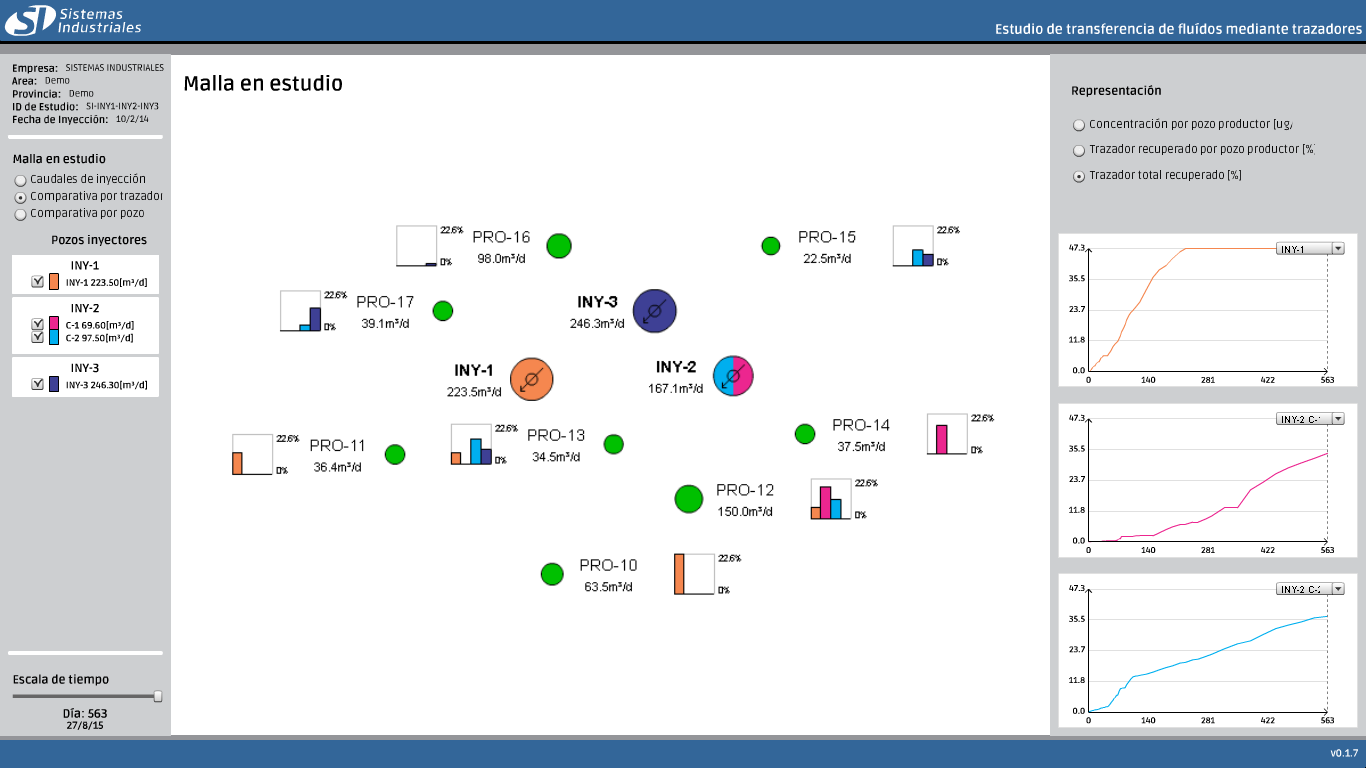 Sistemas
Industriales
Estudio de transferencia de fluídos mediante trazadores
Empresa: SISTEMAS INDUSTRIALES
Area: Demo
Provincia: Demo
ID de Estudio: SI-INY1-INY2-INY3
Fecha de Inyección: 10/2/14
Malla en estudio
Caudales de inyección
Comparativa por trazador
Comparativa por pozo
Pozos inyectores
INY-1
INY-1 223.50[m³/d]
INY-2
C-1 69.60[m³/d]
C-2 97.50[m³/d]
INY-3
INY-3 246.30[m³/d]
Escala de tiempo
Día: 563
27/8/15
Malla en estudio
22.6%
0%
PRO-16
98.0m³/d
PRO-15
22.5m³/d
22.6%
0%
22.6%
0%
PRO-17
39.1m³/d
INY-3
246.3m³/d
INY-1
223.5m³/d
INY-2
167.1m³/d
22.6%
0%
PRO-11
36.4m³/d
22.6%
0%
PRO-13
34.5m³/d
PRO-14
37.5m³/d
22.6%
0%
PRO-12
150.0m³/d
22.6%
0%
PRO-10
63.5m³/d
22.6%
0%
Representación
Concentración por pozo productor [ug/
Trazador recuperado por pozo productor [%
Trazador total recuperado [%]
INY-1
47.3
35.5
23.7
11.8
0.0
0 140 281 422 563
INY-2 C-
47.3
35.5
23.7
11.8
0.0
0 140 281 422 563
INY-2 C-
47.3
35.5
23.7
11.8
0.0
0 140 281 422 563
v0.1.7